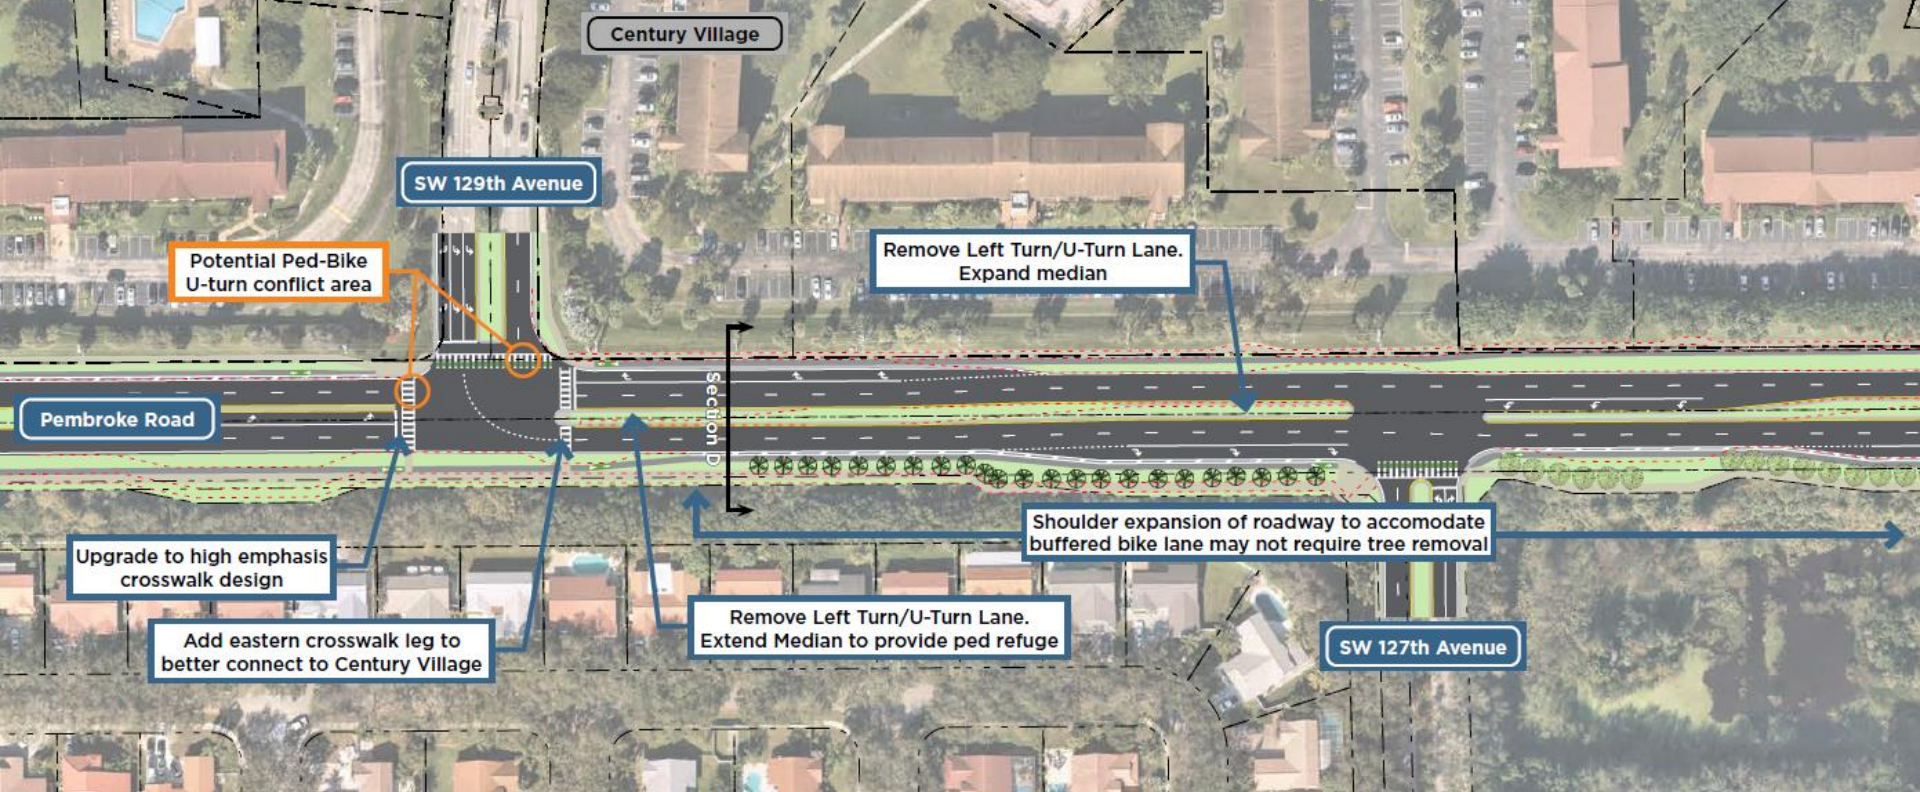 Century Village
SW 129th Avenue
Potential Ped-Bike
U-turn conflict area
Remove Left Turn/U-Turn Lane.
Expand median
Pembroke Road
Section D
Shoulder expansion of roadway to accomodate
buffered bike lane may not require tree removal
Upgrade to high emphasis
crosswalk design
Remove Left Turn/U-Turn Lane.
Extend Median to provide ped refuge
Add eastern crosswalk leg to
better connect to Century Village
SW 127th Avenue